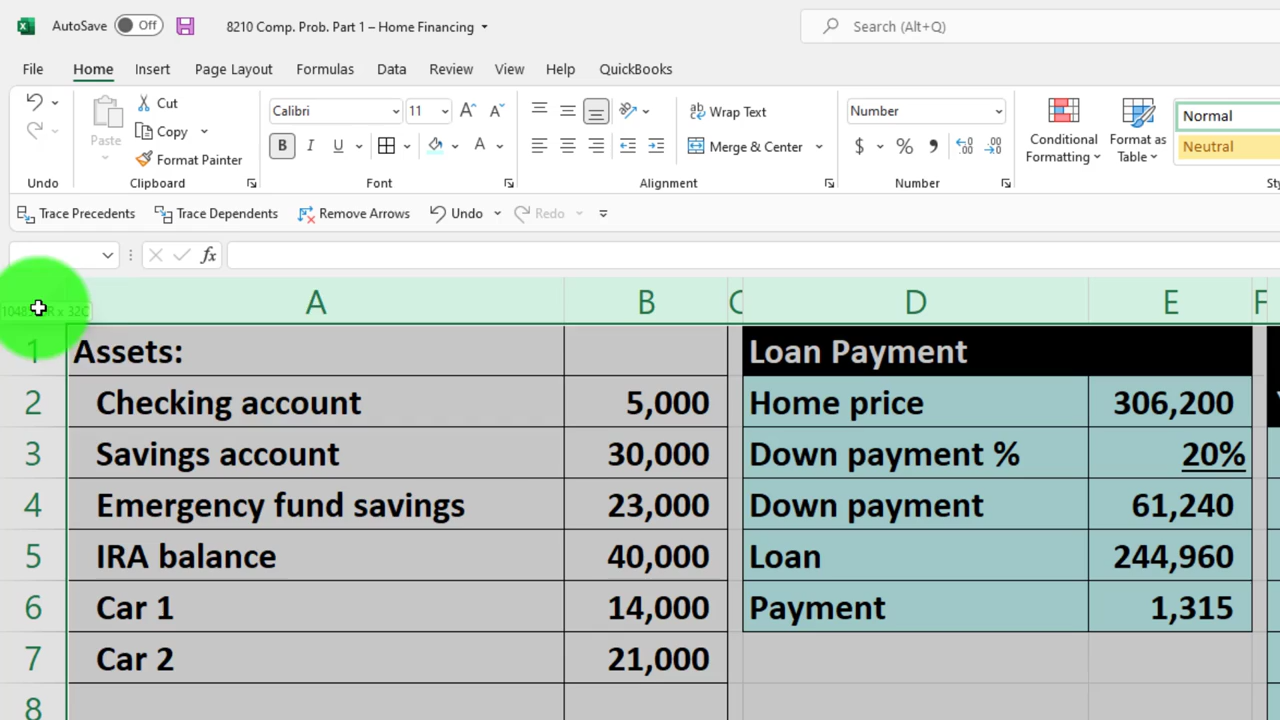 AutoSave Off 8210 Comp. Prob. Part 1 – Home Financing Search (Alt+Q)
File Home Insert Page Layout Formulas Data Review View Help QuickBooks
Paste Cut Copy Format Painter
Calibri 11
B I U A
Wrap Text
Merge & Center
Number
$ %
Conditional Formatting
Format as Table
Normal
Neutral
Undo Clipboard Font Alignment Number
Trace Precedents Trace Dependents Remove Arrows Undo Redo
fx
A B C D E F
1 Assets: Loan Payment
2 Checking account 5,000 Home price 306,200
3 Savings account 30,000 Down payment % 20%
4 Emergency fund savings 23,000 Down payment 61,240
5 IRA balance 40,000 Loan 244,960
6 Car 1 14,000 Payment 1,315
7 Car 2 21,000
8